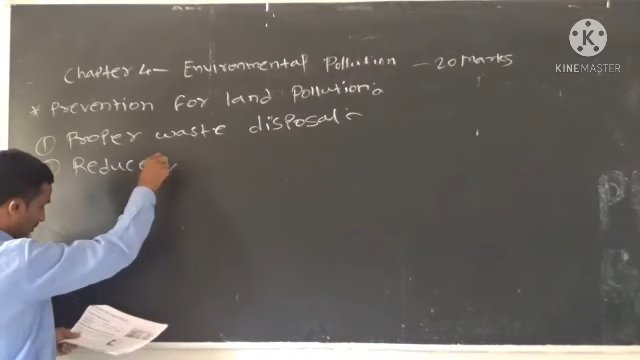 KINEMASTER
Chapter 4 - Environmental Pollution - 20 Marks
* Prevention for land Pollution:
① Proper waste disposal :-
② Reduce